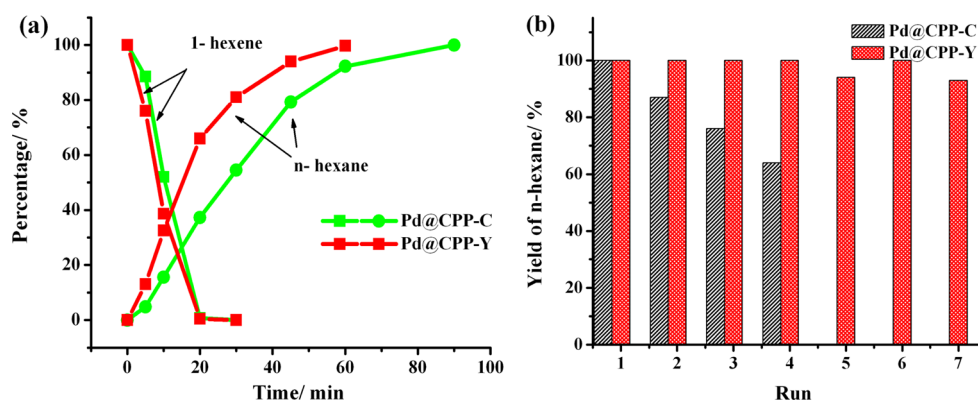 (a)
1- hexene
n- hexane
Pd@CPP-C
Pd@CPP-Y
Percentage/ %
100
80
60
40
20
0
0 20 40 60 80 100
Time/ min
(b)
Pd@CPP-C
Pd@CPP-Y
Yield of n-hexane/ %
100
80
60
40
20
0
1 2 3 4 5 6 7
Run